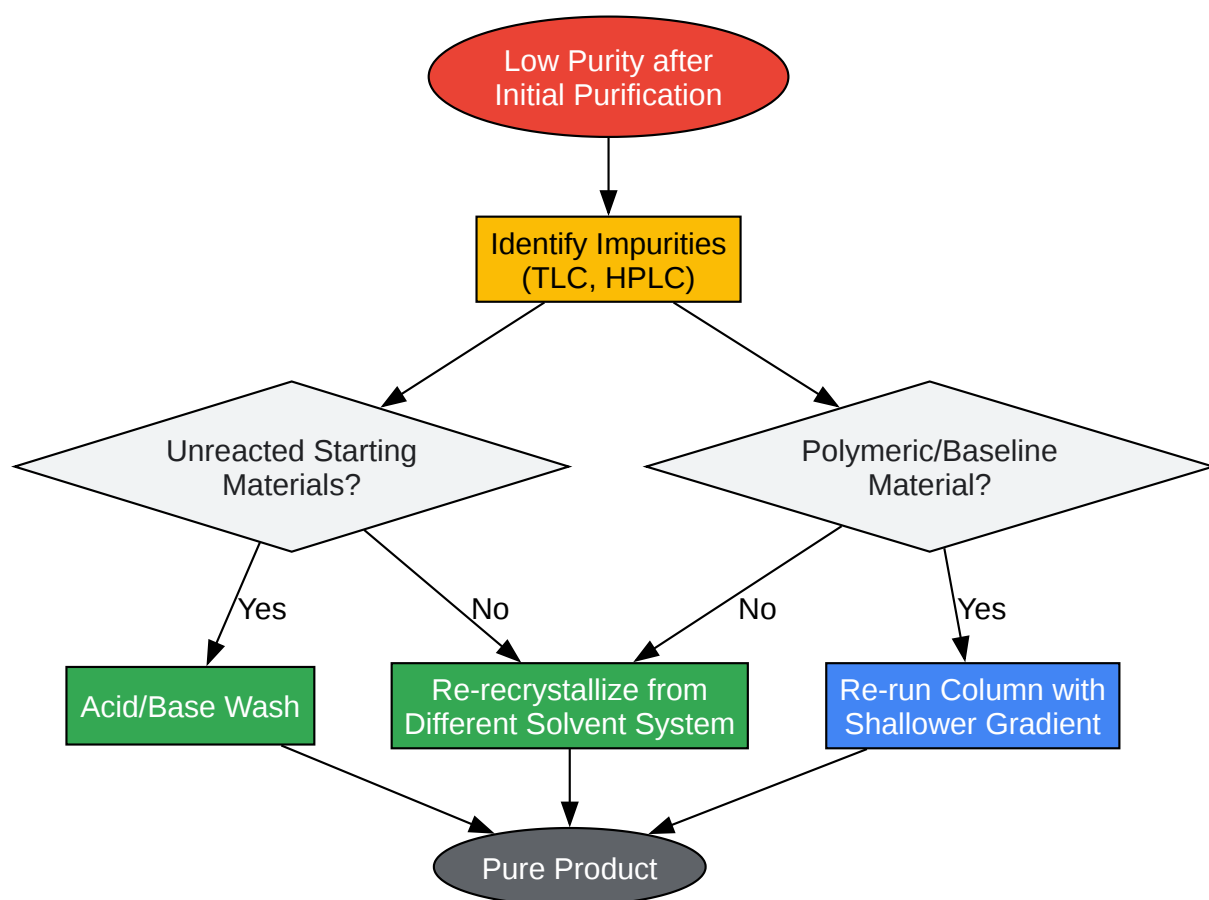 Low Purity after
Initial Purification
Identify Impurities
(TLC, HPLC)
Unreacted Starting
Materials?
Polymeric/Baseline
Material?
Yes
No
No
Yes
Acid/Base Wash
Re-recrystallize from
Different Solvent System
Re-run Column with
Shallower Gradient
Pure Product